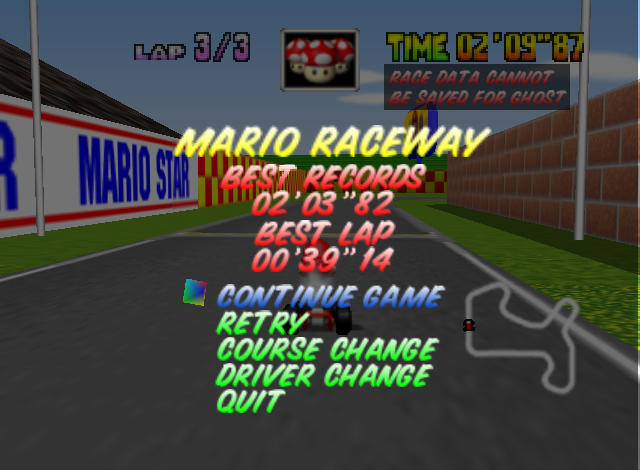 LAP 3/3
TIME 02'09"87
RACE DATA CANNOT
BE SAVED FOR GHOST
R
MARIO STAR
MARIO RACEWAY
BEST RECORDS
02'03"82
BEST LAP
00'39"14
CONTINUE GAME
RETRY
COURSE CHANGE
DRIVER CHANGE
QUIT